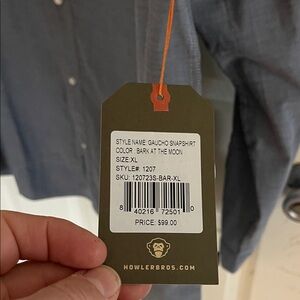 STYLE NAME: GAUCHO SNAPSHIRT
COLOR : BARK AT THE MOON
SIZE:XL
STYLE#: 1207
SKU: 120723S-BAR-XL
8 40216 72501 0
PRICE: $99.00
HOWLERBROS.COM